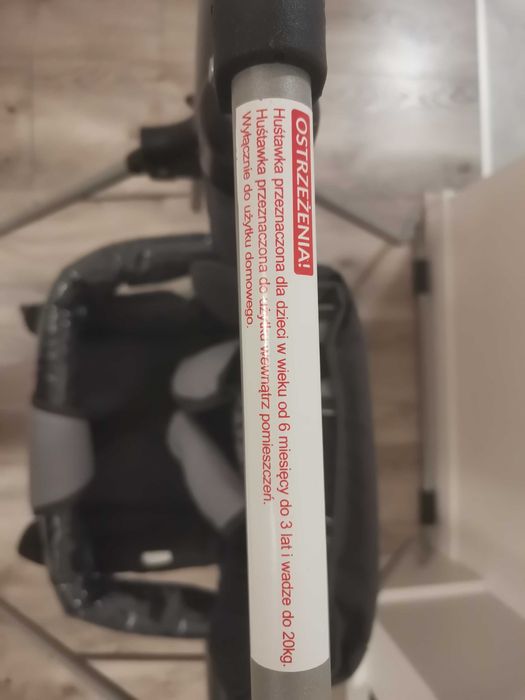 OSTRZEŻENIA!
Huśtawka przeznaczona dla dzieci w wieku od 6 miesięcy do 3 lat i wadze do 20kg.
Huśtawka przeznaczona do użytku wewnątrz pomieszczeń.
Wyłącznie do użytku domowego.